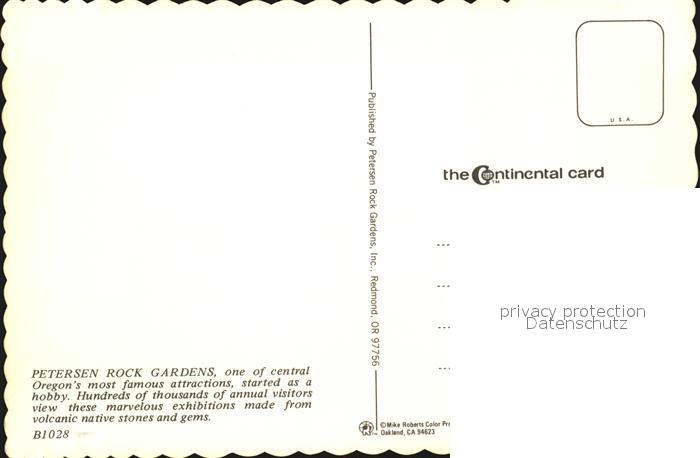 U.S.A.
the Continental card
TM
Published by Petersen Rock Gardens, Inc., Redmond, OR 97756
privacy protection
Datenschutz
PETERSEN ROCK GARDENS, one of central
Oregon's most famous attractions, started as a
hobby. Hundreds of thousands of annual visitors
view these marvelous exhibitions made from
volcanic native stones and gems.
B1028
©Mike Roberts Color Pr
Oakland, CA 94623